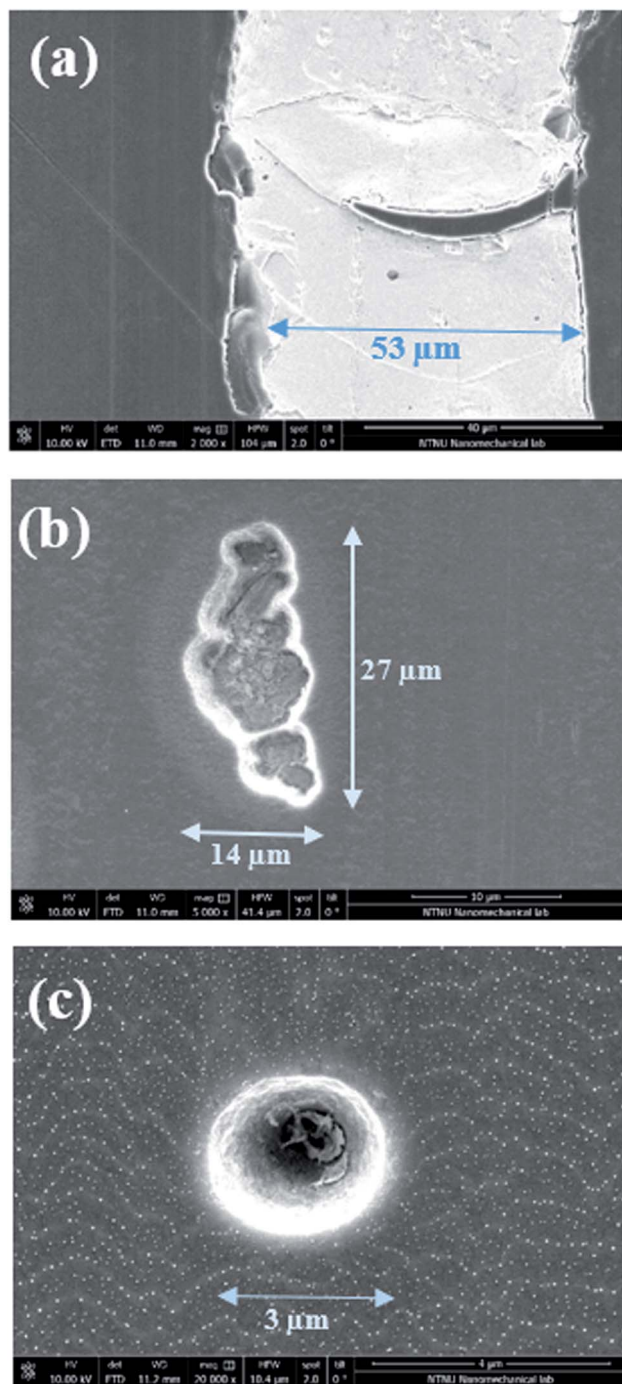 (a)
53 µm
HV det WD mag HFW spot tilt
10.00 kV ETD 11.0 mm 2 000 x 104 µm 2.0 0 ° 40 µm
NTNU Nanomechanical lab
(b)
27 µm
14 µm
HV det WD mag HFW spot tilt
10.00 kV ETD 11.0 mm 5 000 x 41.4 µm 2.0 0 ° 10 µm
NTNU Nanomechanical lab
(c)
3 µm
HV det WD mag HFW spot tilt
10.00 kV ETD 11.2 mm 20 000 x 10.4 µm 2.0 0 ° 4 µm
NTNU Nanomechanical lab